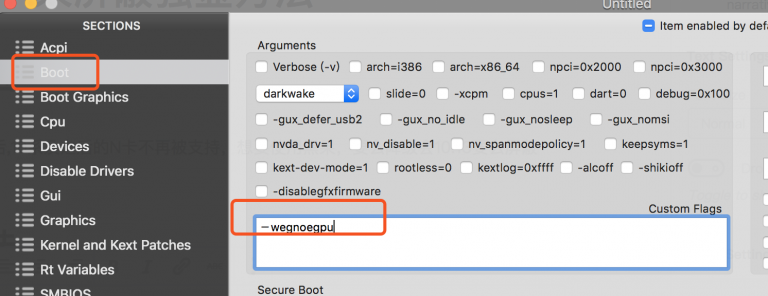 Untitled
SECTIONS
Acpi
Boot
Boot Graphics
Cpu
Devices
Disable Drivers
Gui
Graphics
Kernel and Kext Patches
Rt Variables
SMBIOS
Item enabled by defa
Arguments
Verbose (-v) arch=i386 arch=x86_64 npci=0x2000 npci=0x3000
darkwake slide=0 -xcpm cpus=1 dart=0 debug=0x100
-gux_defer_usb2 -gux_no_idle -gux_nosleep -gux_nomsi
nvda_drv=1 nv_disable=1 nv_spanmodepolicy=1 keepsyms=1
kext-dev-mode=1 rootless=0 kextlog=0xffff -alcoff -shikioff
-disablegfxfirmware
Custom Flags
—wegnoegpu
Secure Boot